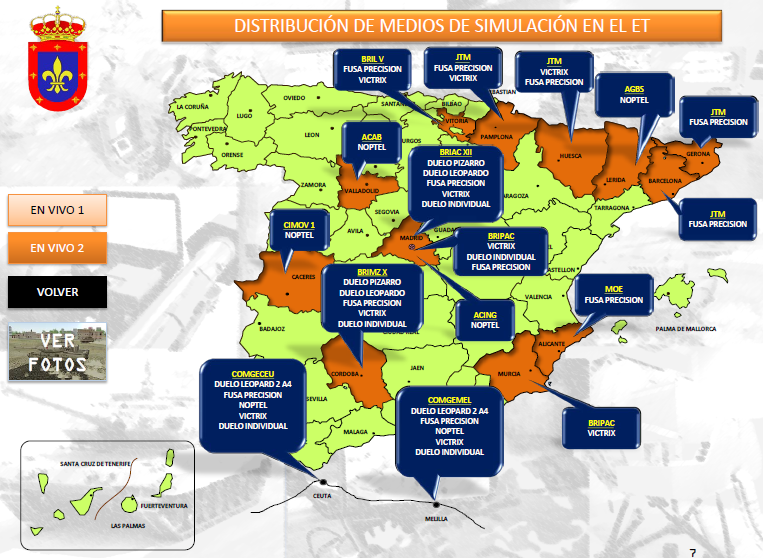 DISTRIBUCIÓN DE MEDIOS DE SIMULACIÓN EN EL ET
BRIL V
FUSA PRECISION
VICTRIX
JTM
FUSA PRECISION
VICTRIX
JTM
VICTRIX
FUSA PRECISION
AGBS
NOPTEL
JTM
FUSA PRECISION
ACAB
NOPTEL
BRIAC XII
DUELO PIZARRO
DUELO LEOPARDO
FUSA PRECISION
VICTRIX
DUELO INDIVIDUAL
JTM
FUSA PRECISION
CIMOV 1
NOPTEL
BRIPAC
VICTRIX
DUELO INDIVIDUAL
FUSA PRECISION
BRIMZ X
DUELO PIZARRO
DUELO LEOPARDO
FUSA PRECISION
VICTRIX
DUELO INDIVIDUAL
ACING
NOPTEL
MOE
FUSA PRECISION
COMGECEU
DUELO LEOPARD 2 A4
FUSA PRECISION
NOPTEL
VICTRIX
DUELO INDIVIDUAL
COMGEMEL
DUELO LEOPARD 2 A4
FUSA PRECISION
NOPTEL
VICTRIX
DUELO INDIVIDUAL
BRIPAC
VICTRIX
EN VIVO 1
EN VIVO 2
VOLVER
VER
FOTOS
LA CORUÑA
LUGO
OVIEDO
BILBAO
VITORIA
PAMPLONA
PONTEVEDRA
ORENSE
LEON
HUESCA
LERIDA
GERONA
BARCELONA
ZAMORA
VALLADOLID
SEGOVIA
AVILA
MADRID
TARRAGONA
CACERES
VALENCIA
PALMA DE MALLORCA
BADAJOZ
ALICANTE
CORDOBA
JAEN
MURCIA
SEVILLA
MALAGA
CEUTA
MELILLA
SANTA CRUZ DE TENERIFE
FUERTEVENTURA
LAS PALMAS
7